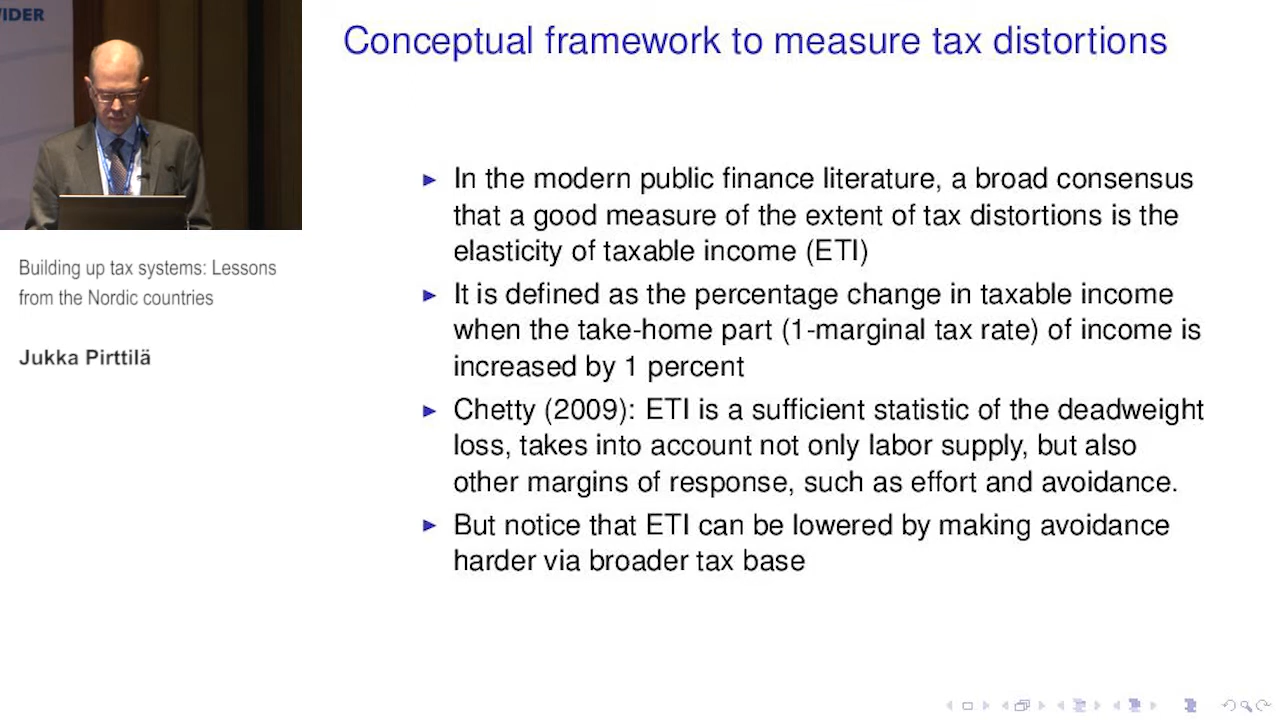 WIDER
Conceptual framework to measure tax distortions
In the modern public finance literature, a broad consensus
that a good measure of the extent of tax distortions is the
elasticity of taxable income (ETI)
It is defined as the percentage change in taxable income
when the take-home part (1-marginal tax rate) of income is
increased by 1 percent
Chetty (2009): ETI is a sufficient statistic of the deadweight
loss, takes into account not only labor supply, but also
other margins of response, such as effort and avoidance.
But notice that ETI can be lowered by making avoidance
harder via broader tax base
Building up tax systems: Lessons
from the Nordic countries
Jukka Pirttilä